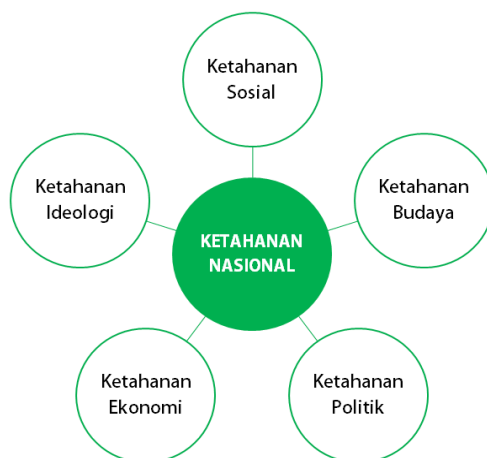 Ketahanan
Sosial
Ketahanan
Ideologi
Ketahanan
Budaya
KETAHANAN
NASIONAL
Ketahanan
Ekonomi
Ketahanan
Politik